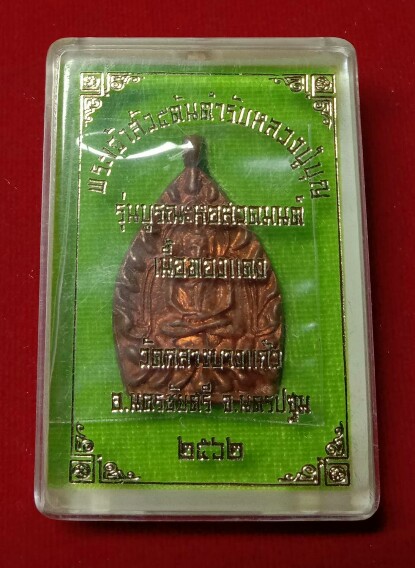 พระเจ้าสัว๔ต้นตำรับหลวงปู่บุญ
รุ่นบูรณะหอสวดมนต์
เนื้อทองแดง
วัดกลางบางแก้ว
อ.นครชัยศรี จ.นครปฐม
๒๕๖๒